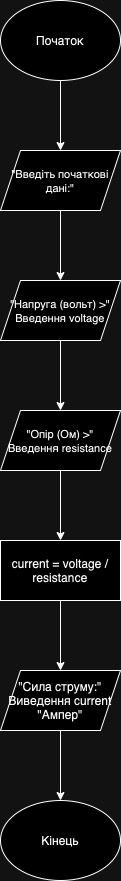 Початок
"Введіть початкові
дані:"
"Напруга (вольт) >"
Введення voltage
"Опір (Ом) >"
Введення resistance
current = voltage /
resistance
"Сила струму:"
Виведення current
"Ампер"
Кінець